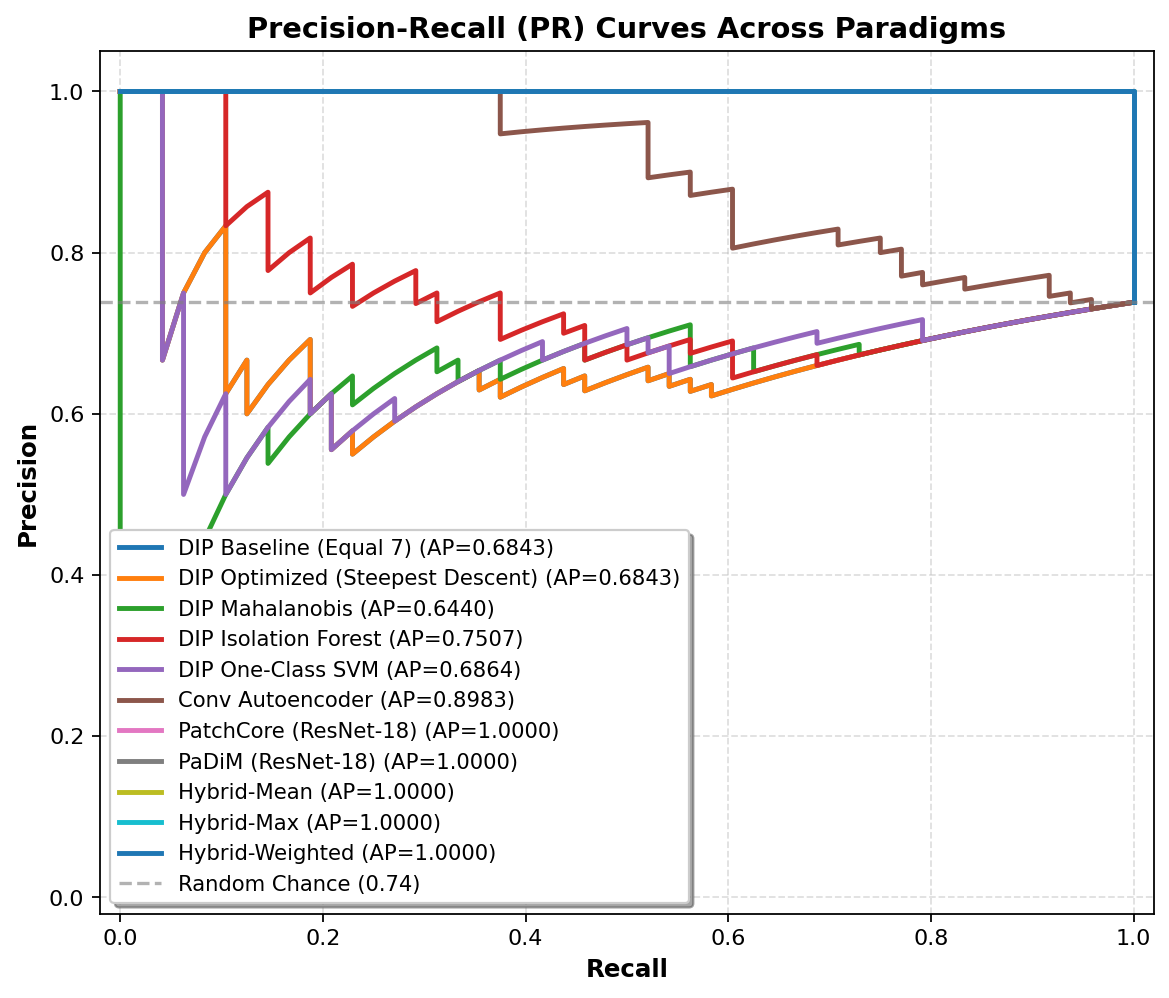 Precision-Recall (PR) Curves Across Paradigms
1.0
0.8
0.6
0.4
0.2
0.0
Precision
DIP Baseline (Equal 7) (AP=0.6843)
DIP Optimized (Steepest Descent) (AP=0.6843)
DIP Mahalanobis (AP=0.6440)
DIP Isolation Forest (AP=0.7507)
DIP One-Class SVM (AP=0.6864)
Conv Autoencoder (AP=0.8983)
PatchCore (ResNet-18) (AP=1.0000)
PaDiM (ResNet-18) (AP=1.0000)
Hybrid-Mean (AP=1.0000)
Hybrid-Max (AP=1.0000)
Hybrid-Weighted (AP=1.0000)
Random Chance (0.74)
0.0 0.2 0.4 0.6 0.8 1.0
Recall